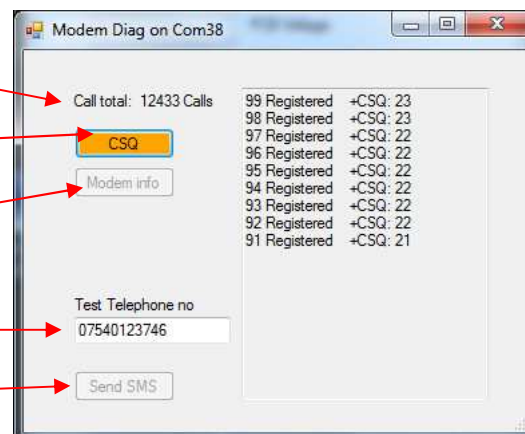 Modem Diag on Com38
Call total: 12433 Calls
CSQ
Modem info
99 Registered +CSQ: 23
98 Registered +CSQ: 23
97 Registered +CSQ: 22
96 Registered +CSQ: 22
95 Registered +CSQ: 22
94 Registered +CSQ: 22
93 Registered +CSQ: 22
92 Registered +CSQ: 22
91 Registered +CSQ: 21
Test Telephone no
07540123746
Send SMS